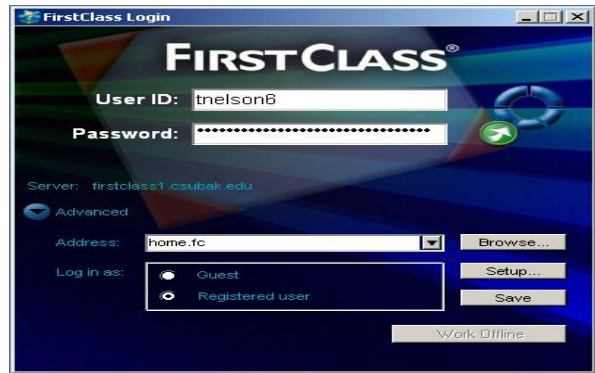 FirstClass Login
FIRSTCLASS®
User ID: tnelson6
Password: ••••••••••••••••••••••••••••••••
Server: firstclass1.csubak.edu
Advanced
Address: home.fc Browse...
Log in as: Guest Setup...
Registered user Save
Work Offline